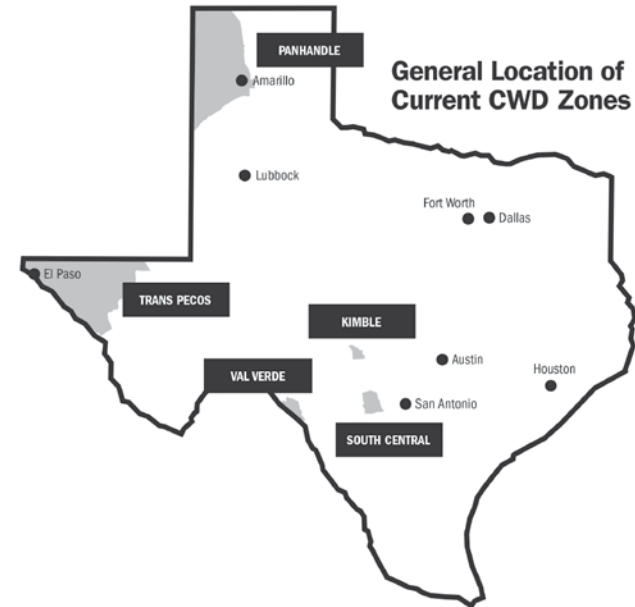 PANHANDLE
General Location of
Current CWD Zones
Amarillo
Lubbock
Fort Worth
Dallas
El Paso
TRANS PECOS
KIMBLE
Austin
Houston
VAL VERDE
San Antonio
SOUTH CENTRAL